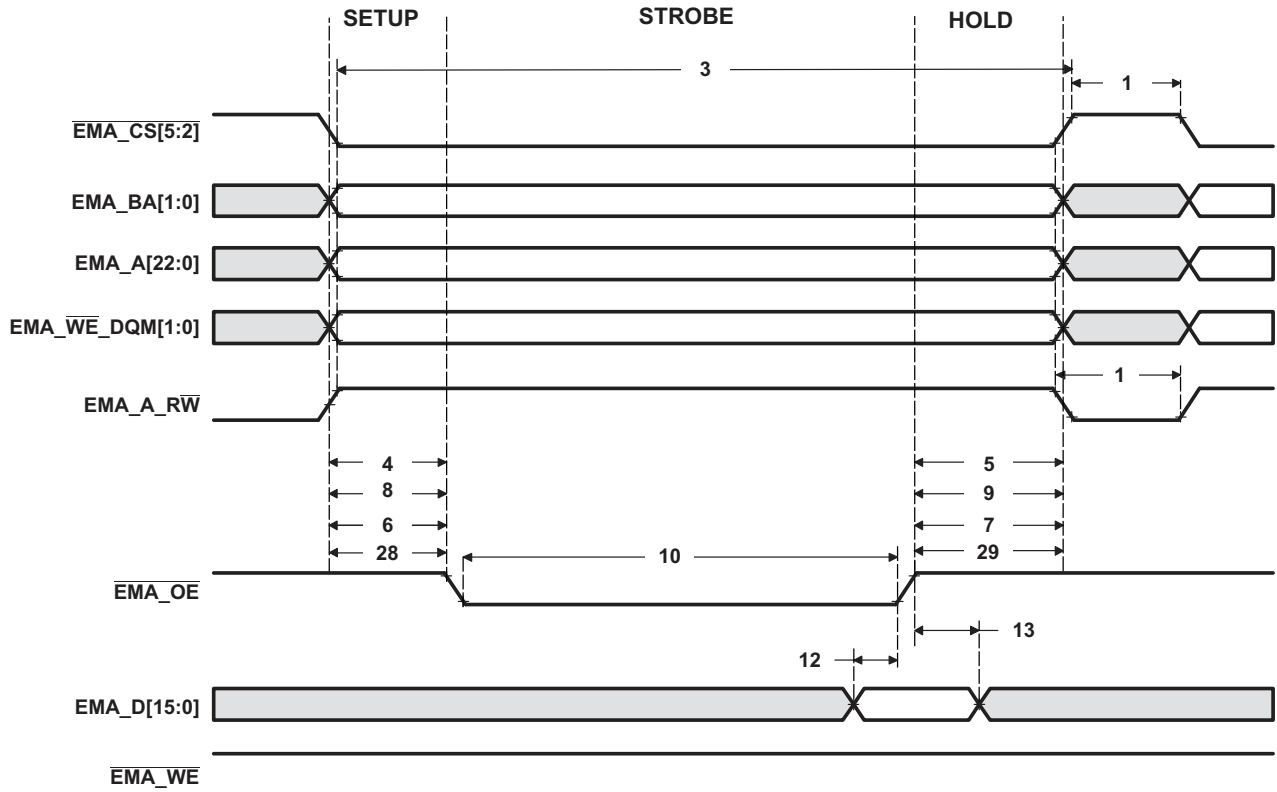 SETUP STROBE HOLD
3
1
EMA_CS[5:2]
EMA_BA[1:0]
EMA_A[22:0]
EMA_WE_DQM[1:0]
1
EMA_A_RW
4 5
8 9
6 7
28 10 29
EMA_OE
13
12
EMA_D[15:0]
EMA_WE